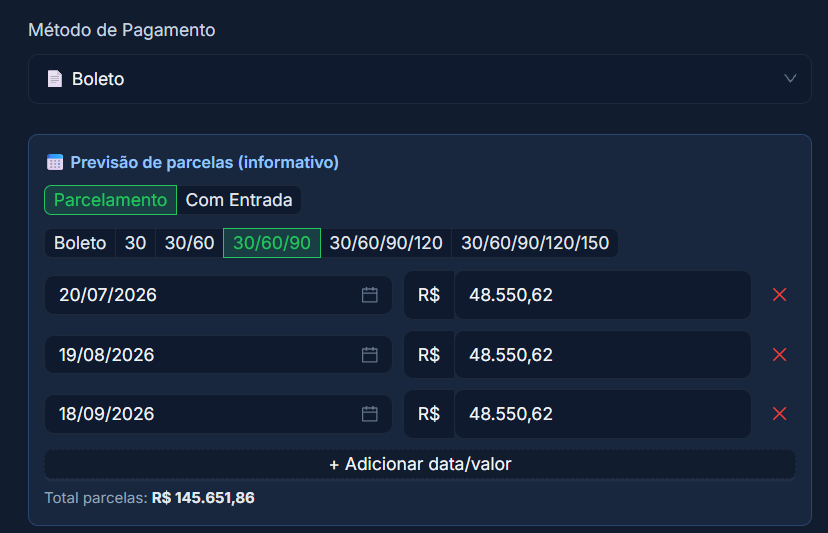 Método de Pagamento
Boleto
Previsão de parcelas (informativo)
Parcelamento Com Entrada
Boleto 30 30/60 30/60/90 30/60/90/120 30/60/90/120/150
20/07/2026 R$ 48.550,62
19/08/2026 R$ 48.550,62
18/09/2026 R$ 48.550,62
+ Adicionar data/valor
Total parcelas: R$ 145.651,86